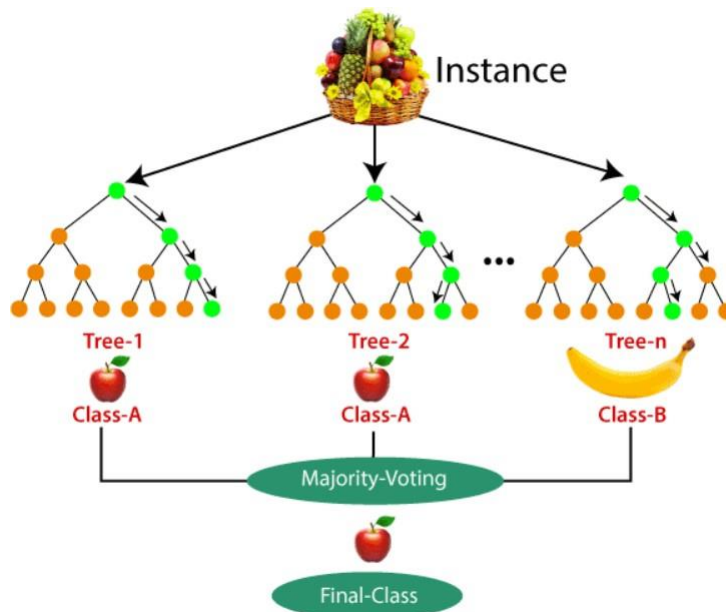 Instance
...
Tree-1
Tree-2
Tree-n
Class-A
Class-A
Class-B
Majority-Voting
Final-Class